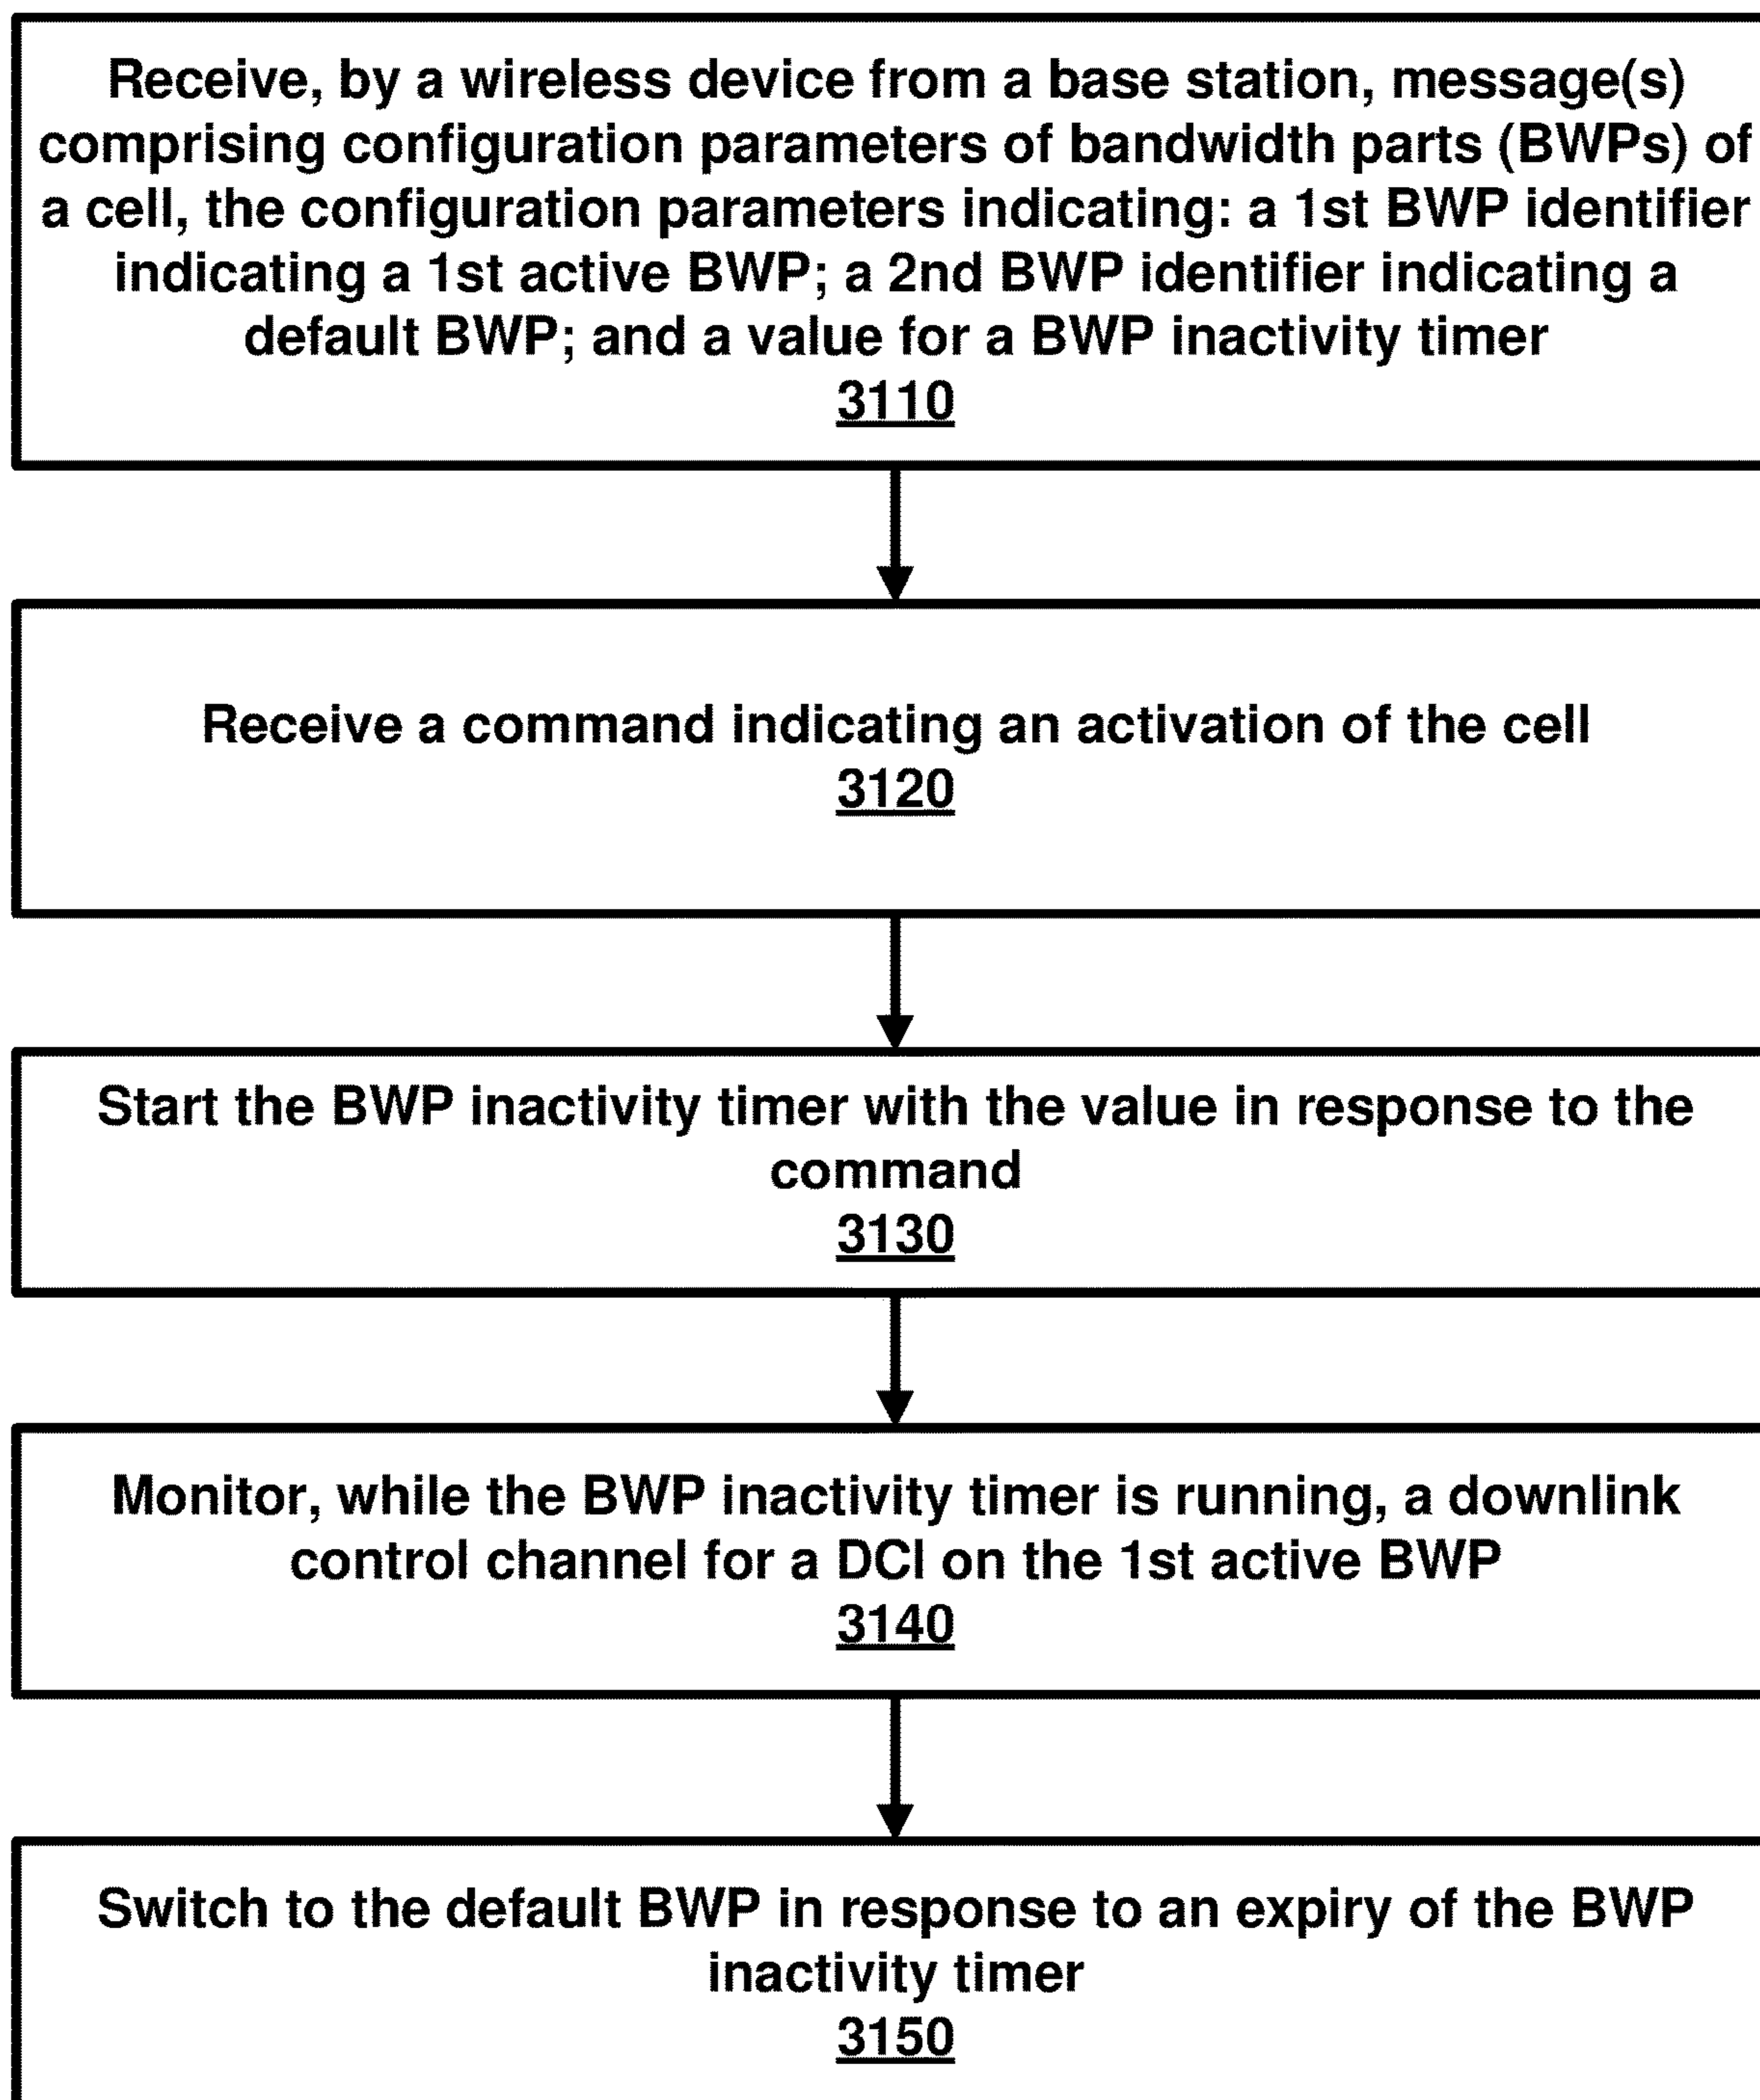 Receive, by a wireless device from a base station, message(s)
comprising configuration parameters of bandwidth parts (BWPs) of
a cell, the configuration parameters indicating: a 1st BWP identifier
indicating a 1st active BWP; a 2nd BWP identifier indicating a
default BWP; and a value for a BWP inactivity timer
3110
Receive a command indicating an activation of the cell
3120
Start the BWP inactivity timer with the value in response to the
command
3130
Monitor, while the BWP inactivity timer is running, a downlink
control channel for a DCI on the 1st active BWP
3140
Switch to the default BWP in response to an expiry of the BWP
inactivity timer
3150